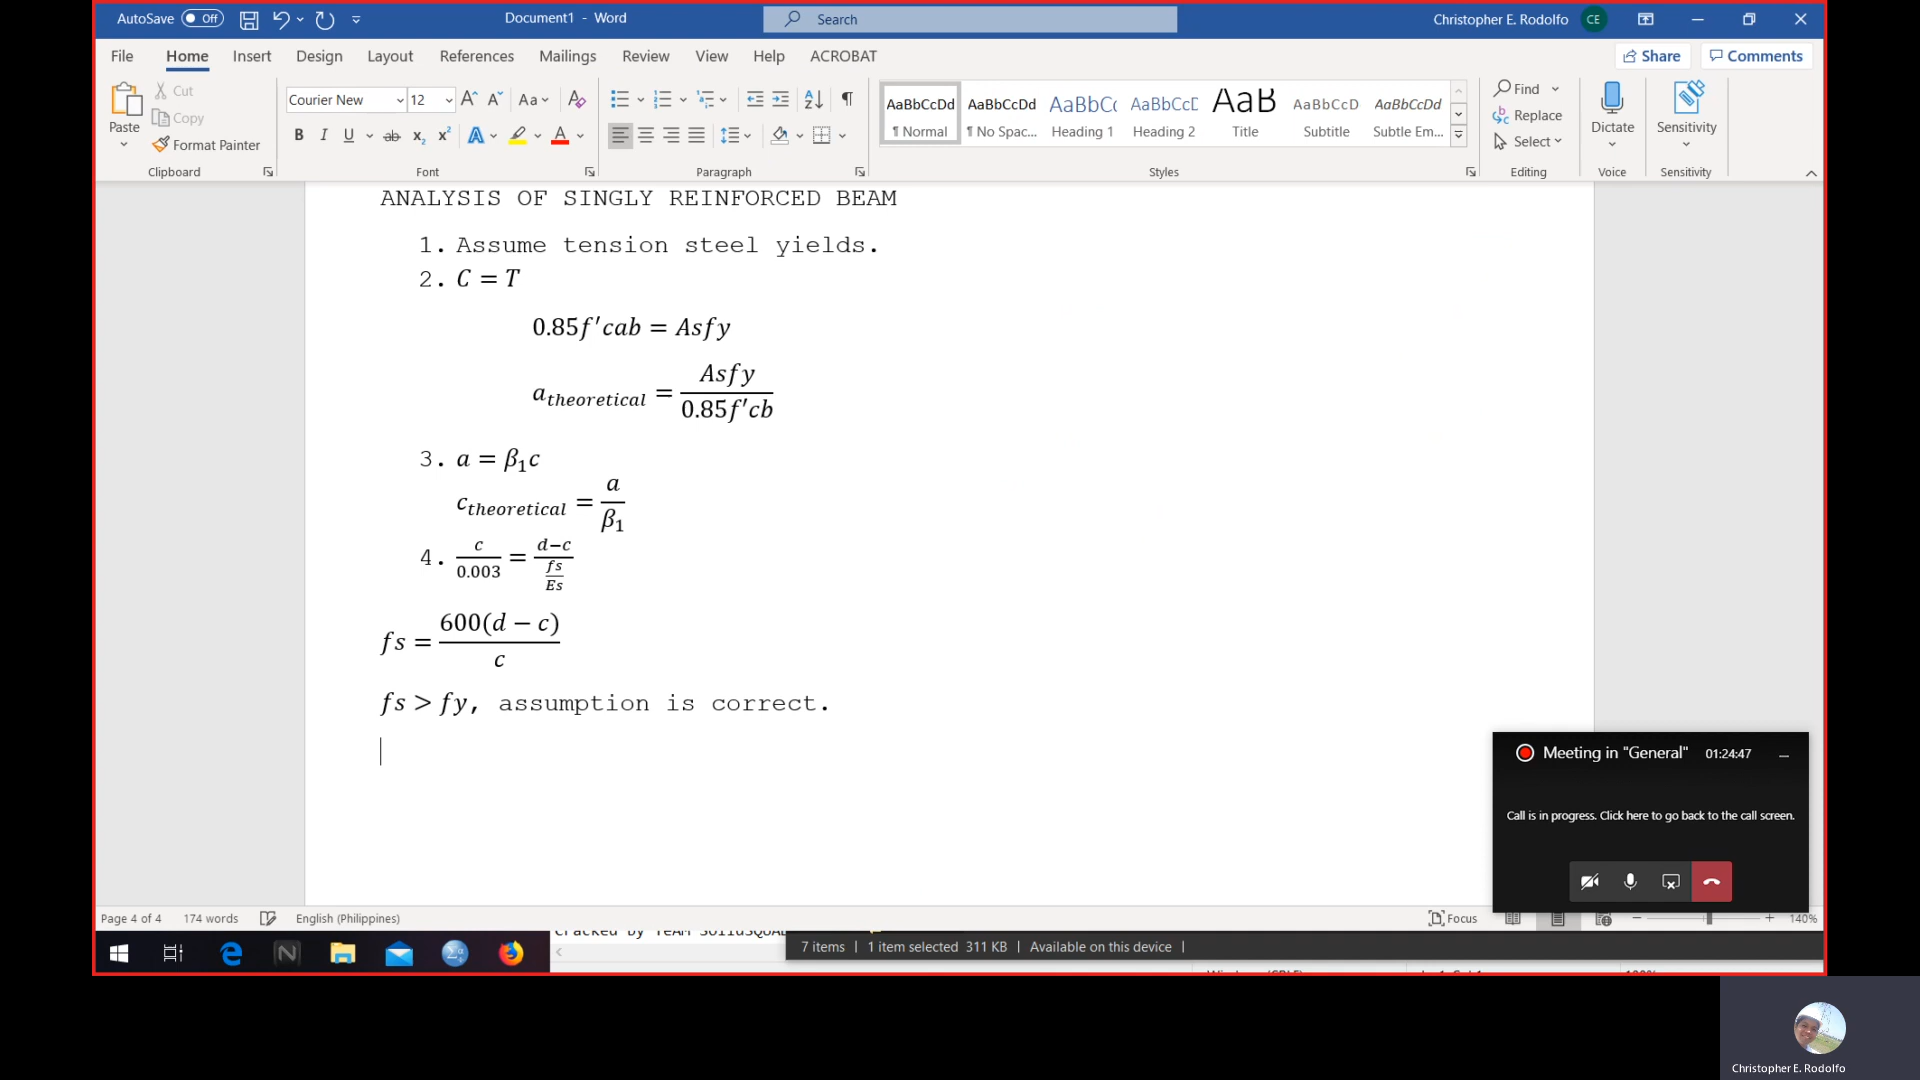 AutoSave Off Document1 - Word Search Christopher E. Rodolfo CE
File Home Insert Design Layout References Mailings Review View Help ACROBAT Share Comments
Paste Cut Copy Format Painter Clipboard
Courier New 12 Aa Font
Paragraph
AaBbCcDd AaBbCcDd AaBbCc AaBbCcE AaB AaBbCcD AaBbCcDd
¶ Normal ¶ No Spac... Heading 1 Heading 2 Title Subtitle Subtle Em...
Styles
Find Replace Select Editing
Dictate Voice
Sensitivity Sensitivity
ANALYSIS OF SINGLY REINFORCED BEAM
1. Assume tension steel yields.
2. C = T
0.85f'cab = Asfy
a_theoretical = Asfy / 0.85f'cb
3. a = β₁c
c_theoretical = a / β₁
4. c / 0.003 = d−c / (fs / Es)
fs = 600(d − c) / c
fs > fy, assumption is correct.
Meeting in "General" 01:24:47
Call is in progress. Click here to go back to the call screen.
Page 4 of 4 174 words English (Philippines) Focus 140%
7 items 1 item selected 311 KB Available on this device
Christopher E. Rodolfo